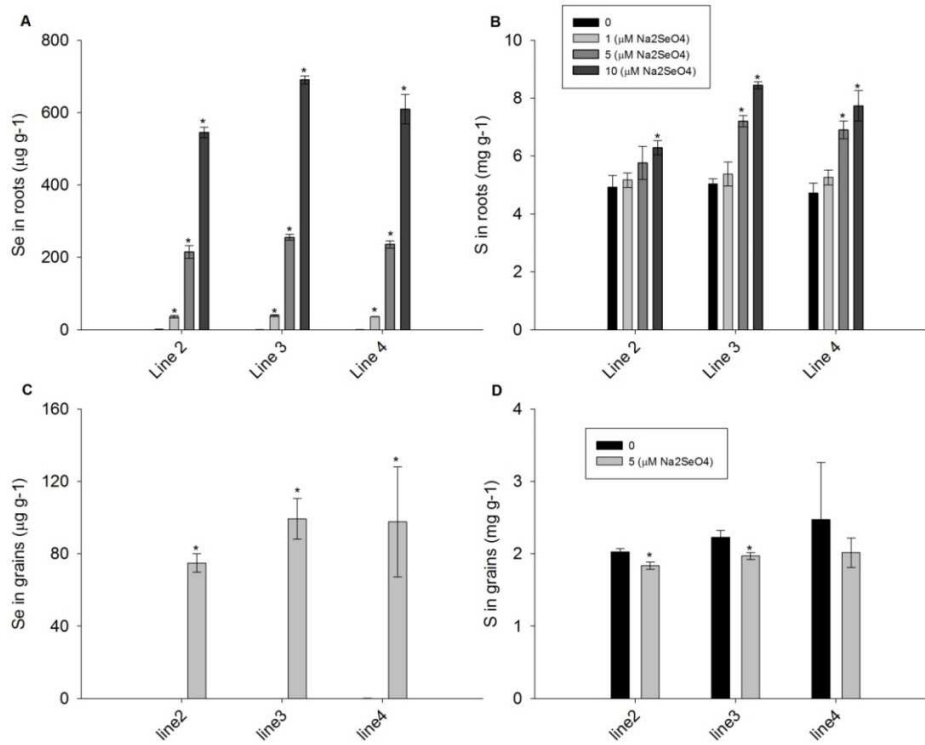 A
Se in roots (µg g-1)
800
600
400
200
0
* * * * * * * * *
Line 2 Line 3 Line 4
B
0
1 (µM Na2SeO4)
5 (µM Na2SeO4)
10 (µM Na2SeO4)
S in roots (mg g-1)
10
8
6
4
2
0
* * * * *
Line 2 Line 3 Line 4
C
Se in grains (µg g-1)
160
120
80
40
0
* * *
line2 line3 line4
D
0
5 (µM Na2SeO4)
S in grains (mg g-1)
4
3
2
1
0
* *
line2 line3 line4